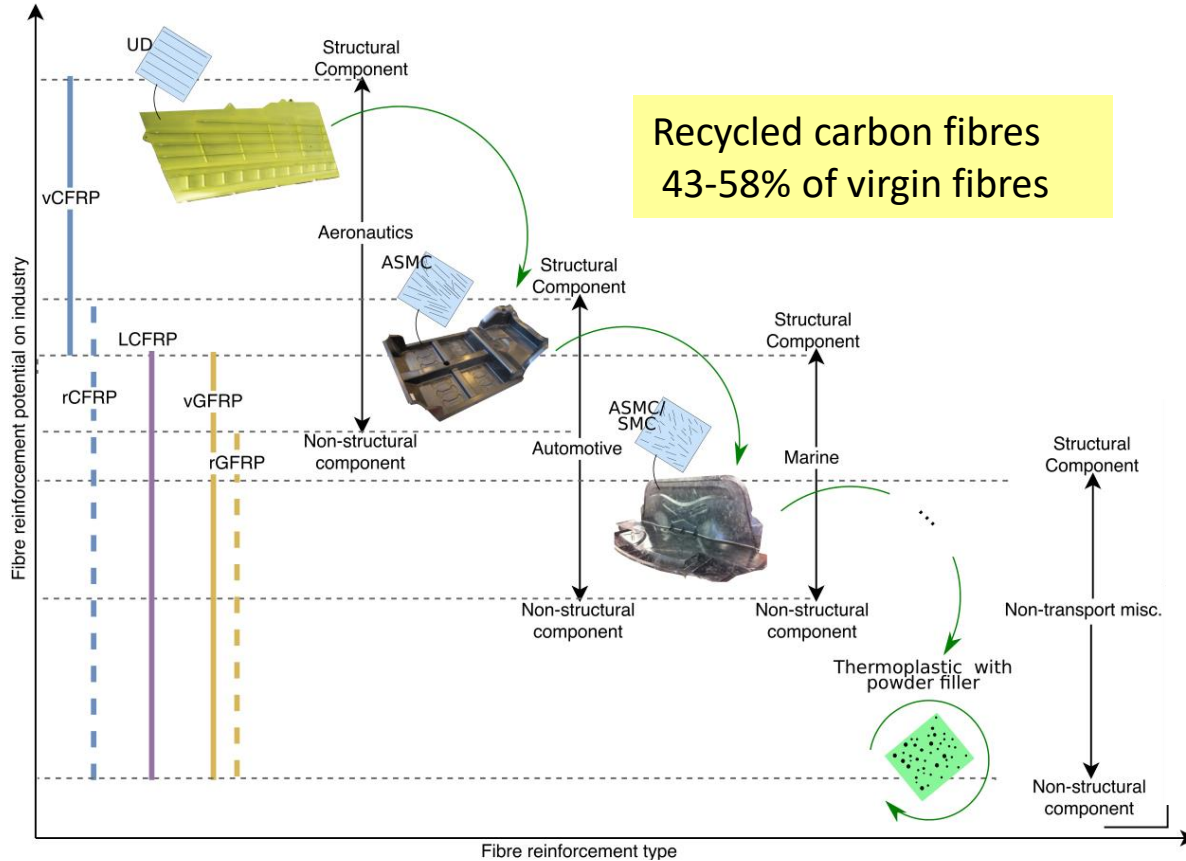 UD
Structural
Component
Recycled carbon fibres
43-58% of virgin fibres
vCFRP
Aeronautics
ASMC
Structural
Component
Structural
Component
LCFRP
rCFRP
vGFRP
ASMC/
SMC
Non-structural
component
rGFRP
Automotive
Marine
Structural
Component
...
Non-structural
component
Non-structural
component
Non-transport misc.
Thermoplastic with
powder filler
Non-structural
component
Fibre reinforcement potential on industry
Fibre reinforcement type